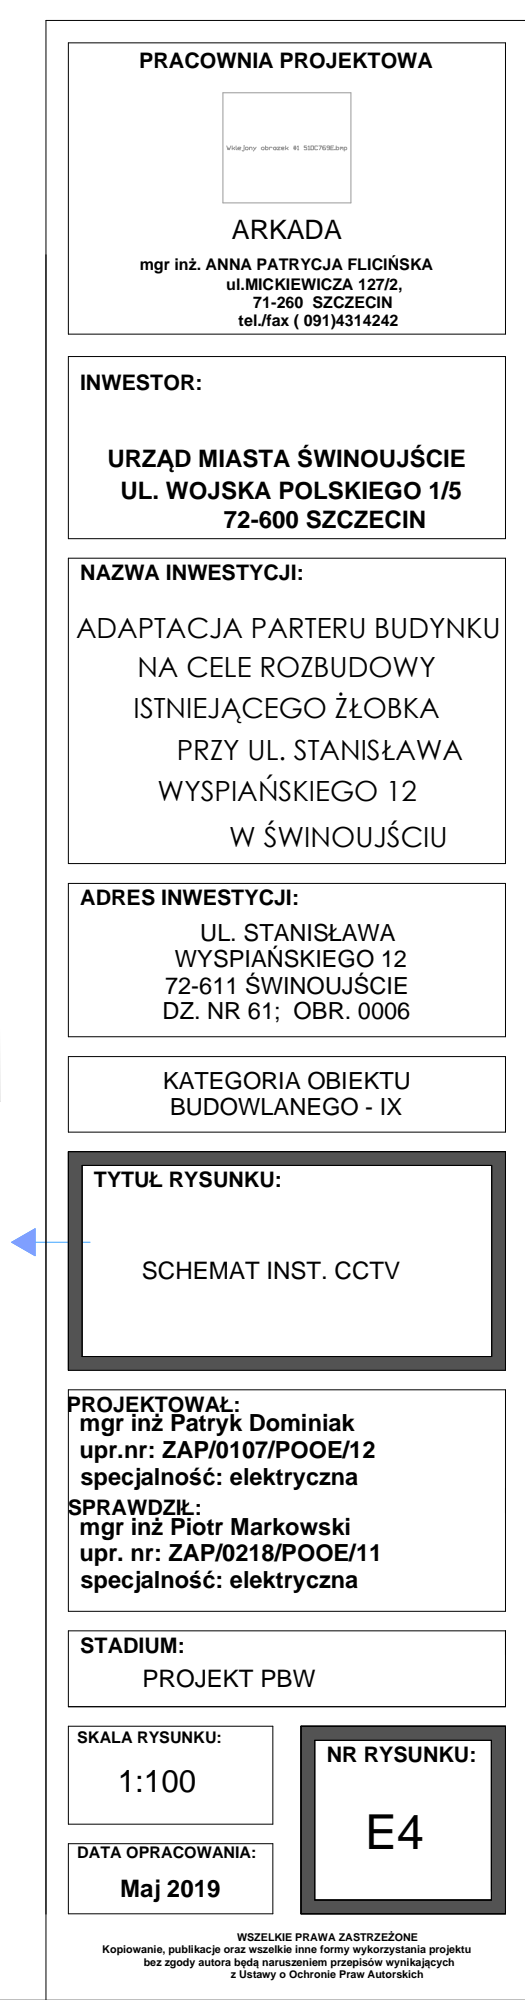 PRACOWNIA PROJEKTOWA
Wklejony obrazek #1 51DC769E.bmp
ARKADA
mgr inż. ANNA PATRYCJA FLICIŃSKA
ul.MICKIEWICZA 127/2,
71-260 SZCZECIN
tel./fax ( 091)4314242
INWESTOR:
URZĄD MIASTA ŚWINOUJŚCIE
UL. WOJSKA POLSKIEGO 1/5
72-600 SZCZECIN
NAZWA INWESTYCJI:
ADAPTACJA PARTERU BUDYNKU
NA CELE ROZBUDOWY
ISTNIEJĄCEGO ŻŁOBKA
PRZY UL. STANISŁAWA
WYSPIAŃSKIEGO 12
W ŚWINOUJŚCIU
ADRES INWESTYCJI:
UL. STANISŁAWA
WYSPIAŃSKIEGO 12
72-611 ŚWINOUJŚCIE
DZ. NR 61; OBR. 0006
KATEGORIA OBIEKTU
BUDOWLANEGO - IX
TYTUŁ RYSUNKU:
SCHEMAT INST. CCTV
PROJEKTOWAŁ:
mgr inż Patryk Dominiak
upr.nr: ZAP/0107/POOE/12
specjalność: elektryczna
SPRAWDZIŁ:
mgr inż Piotr Markowski
upr. nr: ZAP/0218/POOE/11
specjalność: elektryczna
STADIUM:
PROJEKT PBW
SKALA RYSUNKU:
1:100
NR RYSUNKU:
E4
DATA OPRACOWANIA:
Maj 2019
WSZELKIE PRAWA ZASTRZEŻONE
Kopiowanie, publikacje oraz wszelkie inne formy wykorzystania projektu
bez zgody autora będą naruszeniem przepisów wynikających
z Ustawy o Ochronie Praw Autorskich